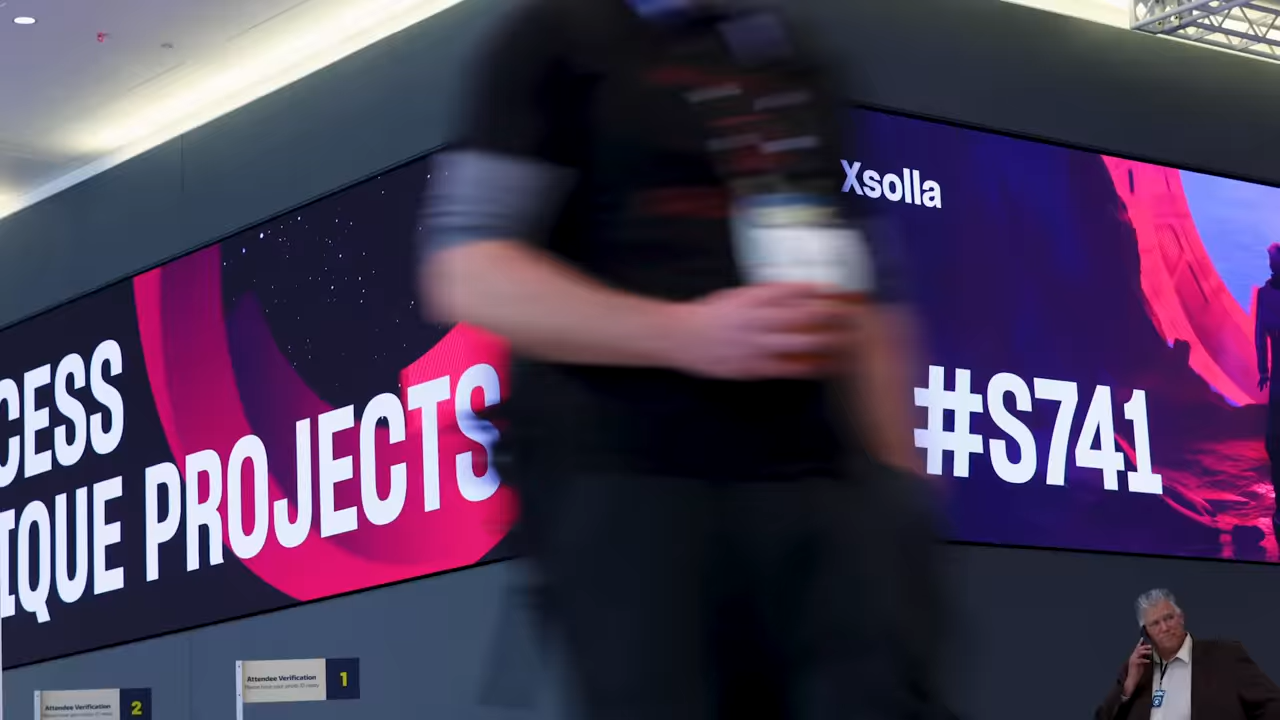 CESS
IQUE PROJECTS
Xsolla
#S741
Attendee Verification
1
Attendee Verification
2